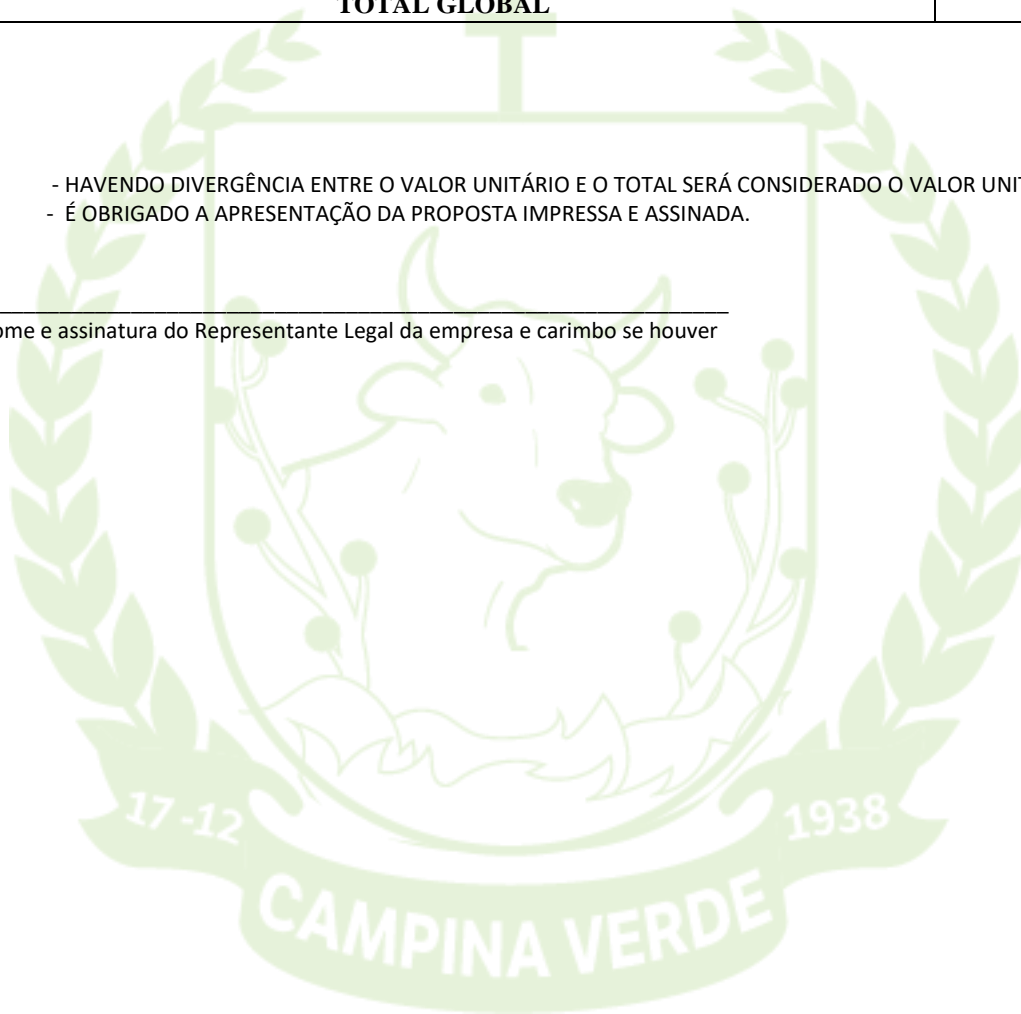 TOTAL GLOBAL
- HAVENDO DIVERGÊNCIA ENTRE O VALOR UNITÁRIO E O TOTAL SERÁ CONSIDERADO O VALOR UNIT
- É OBRIGADO A APRESENTAÇÃO DA PROPOSTA IMPRESSA E ASSINADA.
ome e assinatura do Representante Legal da empresa e carimbo se houver
17-12
1938
CAMPINA VERDE